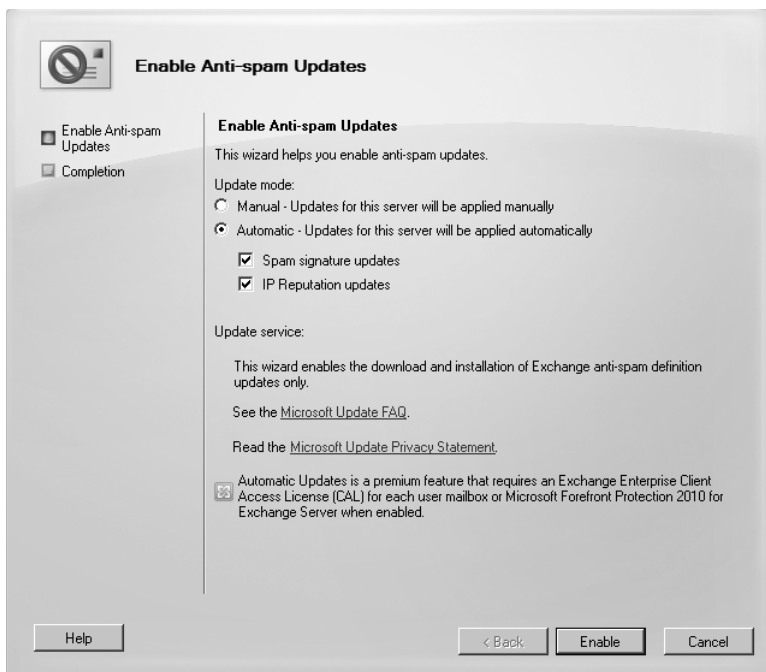 Enable Anti-spam Updates
Enable Anti-spam
Updates
Completion
Enable Anti-spam Updates
This wizard helps you enable anti-spam updates.
Update mode:
Manual - Updates for this server will be applied manually
Automatic - Updates for this server will be applied automatically
Spam signature updates
IP Reputation updates
Update service:
This wizard enables the download and installation of Exchange anti-spam definition
updates only.
See the Microsoft Update FAQ.
Read the Microsoft Update Privacy Statement.
Automatic Updates is a premium feature that requires an Exchange Enterprise Client
Access License (CAL) for each user mailbox or Microsoft Forefront Protection 2010 for
Exchange Server when enabled.
Help
< Back
Enable
Cancel